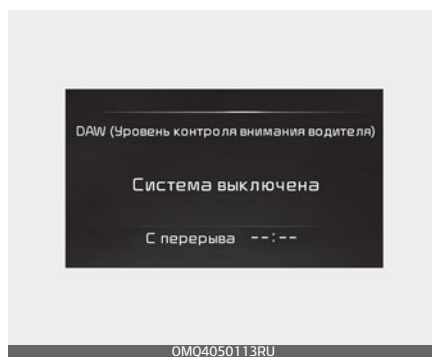 DAW (Уровень контроля внимания водителя)
Система выключена
С перерыва --:--
OMQ4050113RU